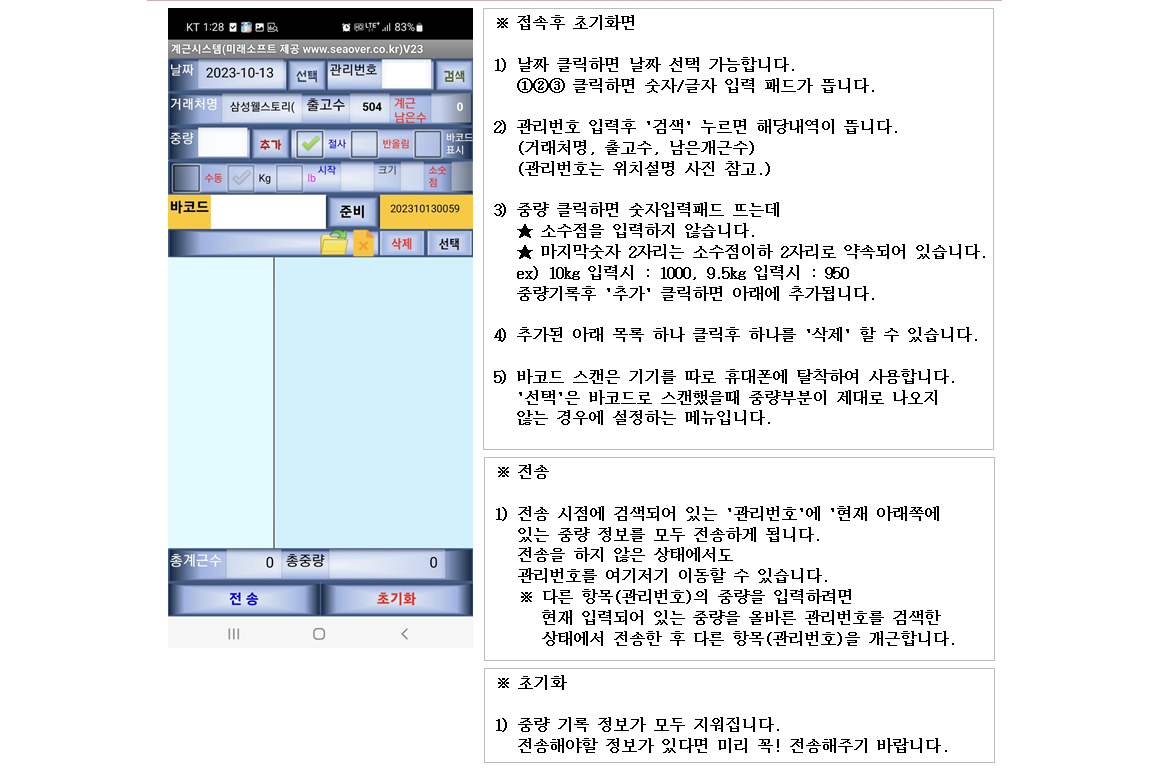 KT 1:28
LTE+ 83%
계근시스템(미래소프트 제공 www.seaover.co.kr)V23
날짜 2023-10-13 선택 관리번호 검색
거래처명 삼성웰스토리( 출고수 504 계근남은수 0
중량 추가 절사 반올림 바코드표시
수동 Kg lb 시작 크기 소숫점
바코드 준비 202310130059
삭제 선택
총계근수 0 총중량 0
전 송 초기화
※ 접속후 초기화면
1) 날짜 클릭하면 날짜 선택 가능합니다.
①②③ 클릭하면 숫자/글자 입력 패드가 뜹니다.
2) 관리번호 입력후 '검색' 누르면 해당내역이 뜹니다.
(거래처명, 출고수, 남은개근수)
(관리번호는 위치설명 사진 참고.)
3) 중량 클릭하면 숫자입력패드 뜨는데
★ 소수점을 입력하지 않습니다.
★ 마지막숫자 2자리는 소수점이하 2자리로 약속되어 있습니다.
ex) 10kg 입력시 : 1000, 9.5kg 입력시 : 950
중량기록후 '추가' 클릭하면 아래에 추가됩니다.
4) 추가된 아래 목록 하나 클릭후 하나를 '삭제' 할 수 있습니다.
5) 바코드 스캔은 기기를 따로 휴대폰에 탈착하여 사용합니다.
'선택'은 바코드로 스캔했을때 중량부분이 제대로 나오지
않는 경우에 설정하는 메뉴입니다.
※ 전송
1) 전송 시점에 검색되어 있는 '관리번호'에 '현재 아래쪽에
있는 중량 정보를 모두 전송하게 됩니다.
전송을 하지 않은 상태에서도
관리번호를 여기저기 이동할 수 있습니다.
※ 다른 항목(관리번호)의 중량을 입력하려면
현재 입력되어 있는 중량을 올바른 관리번호를 검색한
상태에서 전송한 후 다른 항목(관리번호)을 개근합니다.
※ 초기화
1) 중량 기록 정보가 모두 지워집니다.
전송해야할 정보가 있다면 미리 꼭! 전송해주기 바랍니다.